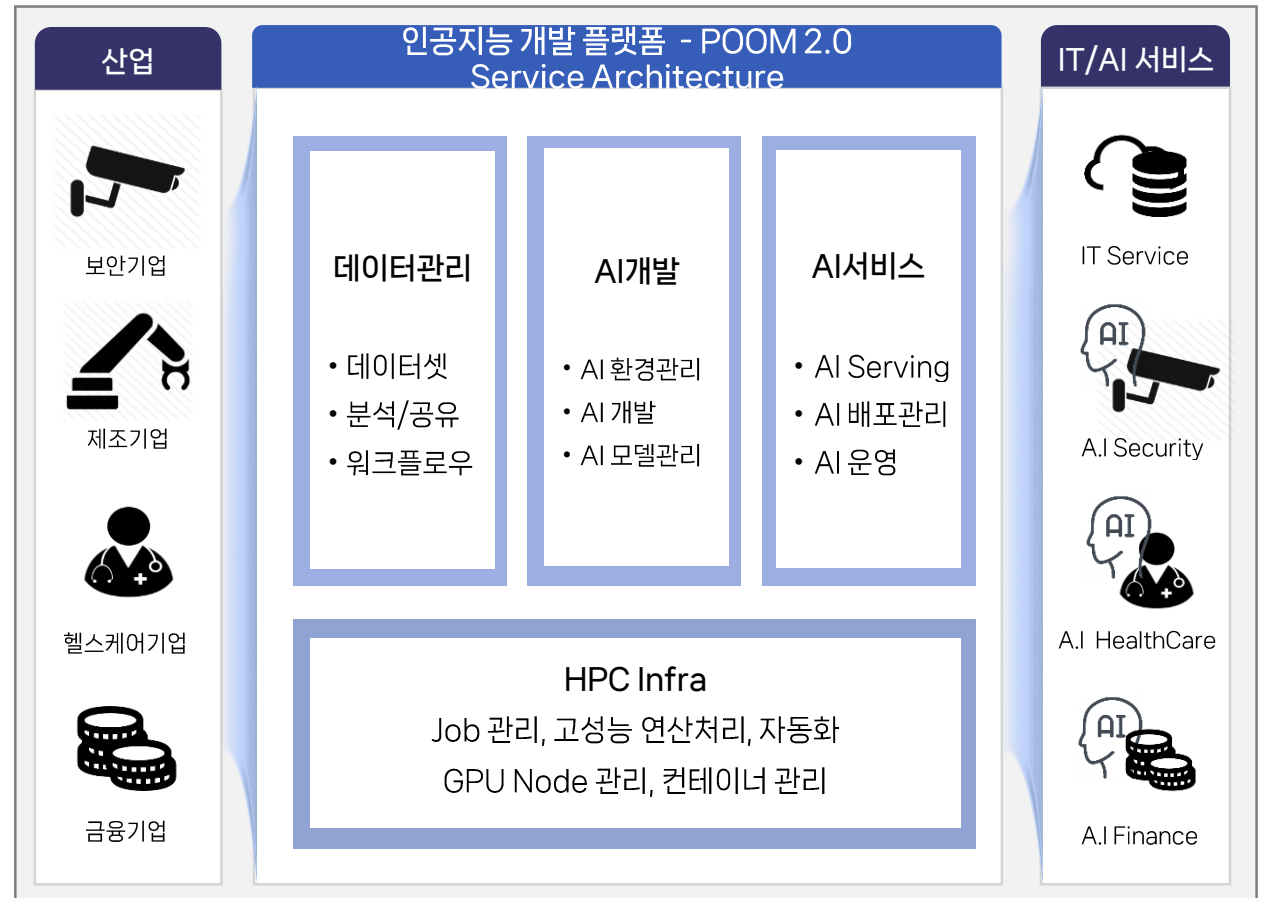 산업
보안기업
제조기업
헬스케어기업
금융기업
인공지능 개발 플랫폼 - POOM 2.0
Service Architecture
데이터관리
• 데이터셋
• 분석/공유
• 워크플로우
AI개발
• AI 환경관리
• AI 개발
• AI 모델관리
AI서비스
• AI Serving
• AI 배포관리
• AI 운영
HPC Infra
Job 관리, 고성능 연산처리, 자동화
GPU Node 관리, 컨테이너 관리
IT/AI 서비스
IT Service
AI
A.I Security
AI
A.I HealthCare
AI
A.I Finance